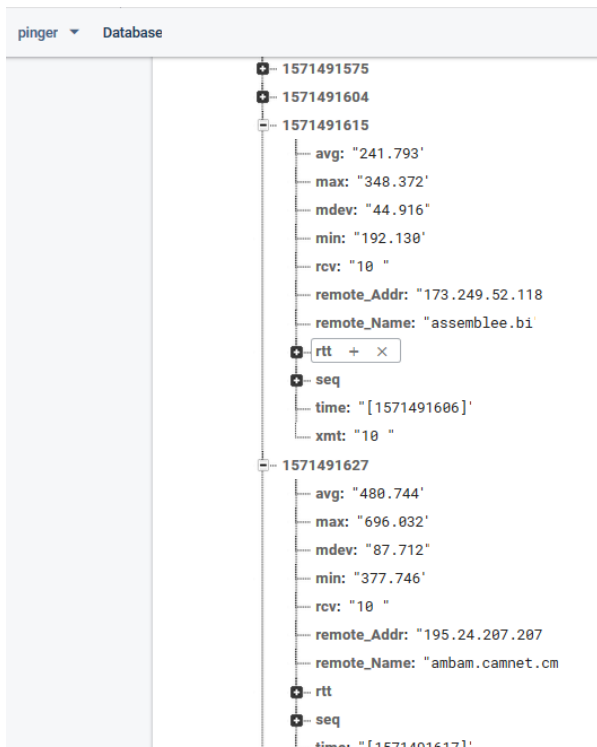 pinger Database
1571491575
1571491604
1571491615
avg: "241.793'
max: "348.372'
mdev: "44.916"
min: "192.130'
rcv: "10 "
remote_Addr: "173.249.52.118
remote_Name: "assemblee.bi'
rtt + ×
seq
time: "[1571491606]'
xmt: "10 "
1571491627
avg: "480.744'
max: "696.032'
mdev: "87.712"
min: "377.746'
rcv: "10 "
remote_Addr: "195.24.207.207
remote_Name: "ambam.camnet.cm
rtt
seq
time: "[1571491617]'